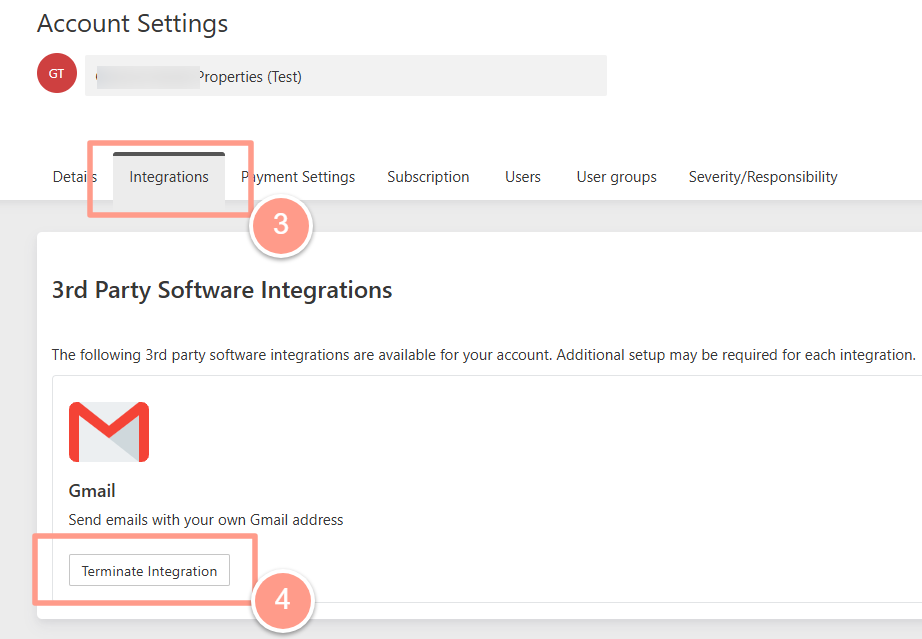 Account Settings
GT
Properties (Test)
Details Integrations Payment Settings Subscription Users User groups Severity/Responsibility
3
3rd Party Software Integrations
The following 3rd party software integrations are available for your account. Additional setup may be required for each integration.
Gmail
Send emails with your own Gmail address
Terminate Integration
4